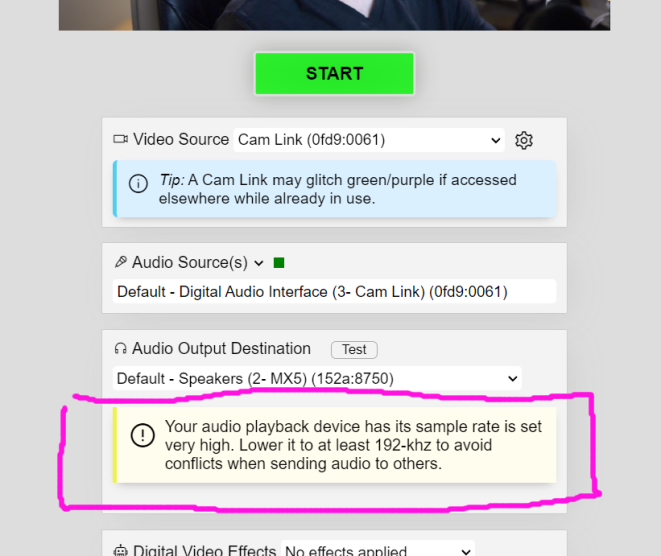 START
Video Source Cam Link (0fd9:0061)
Tip: A Cam Link may glitch green/purple if accessed
elsewhere while already in use.
Audio Source(s)
Default - Digital Audio Interface (3- Cam Link) (0fd9:0061)
Audio Output Destination Test
Default - Speakers (2- MX5) (152a:8750)
Your audio playback device has its sample rate is set
very high. Lower it to at least 192-khz to avoid
conflicts when sending audio to others.
Digital Video Effects No effects applied